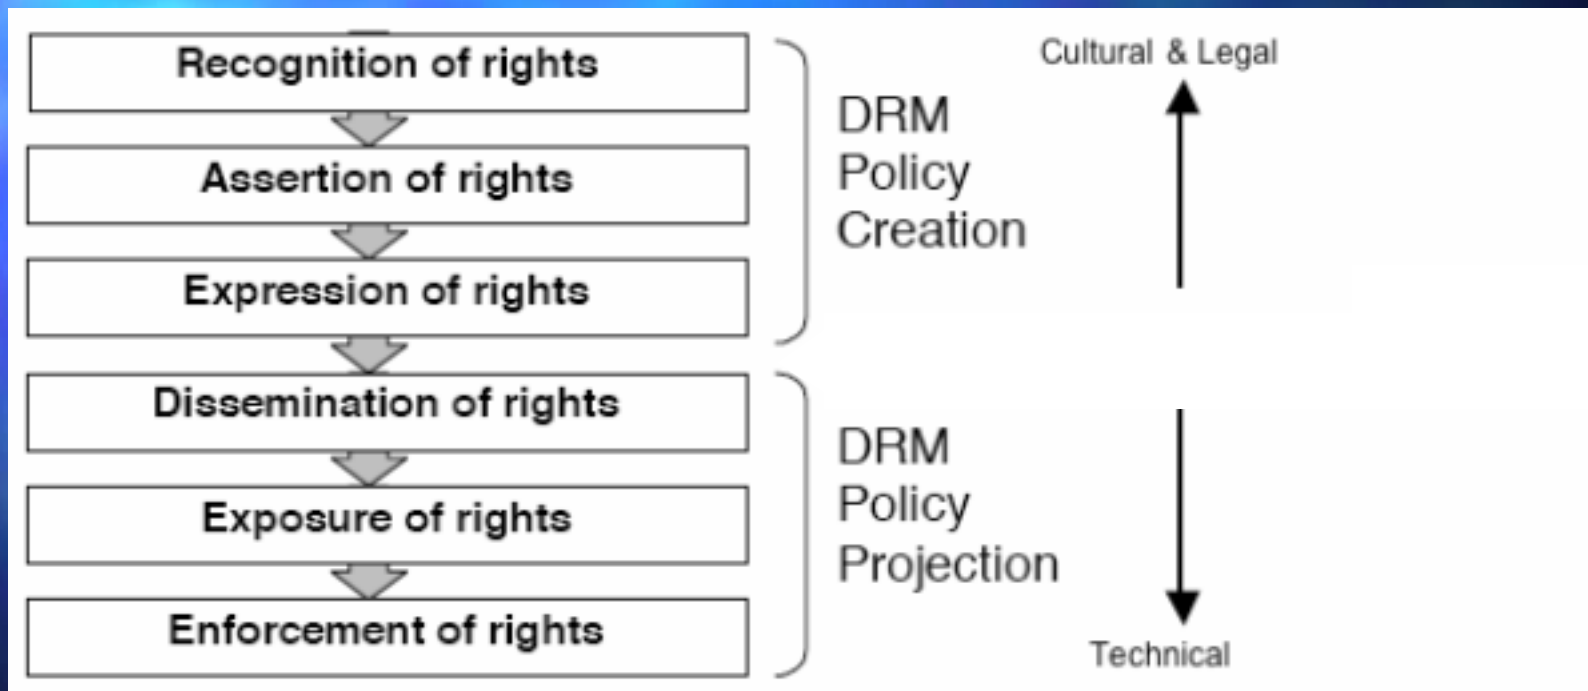 Recognition of rights
Assertion of rights
Expression of rights
Dissemination of rights
Exposure of rights
Enforcement of rights
DRM
Policy
Creation
DRM
Policy
Projection
Cultural & Legal
Technical